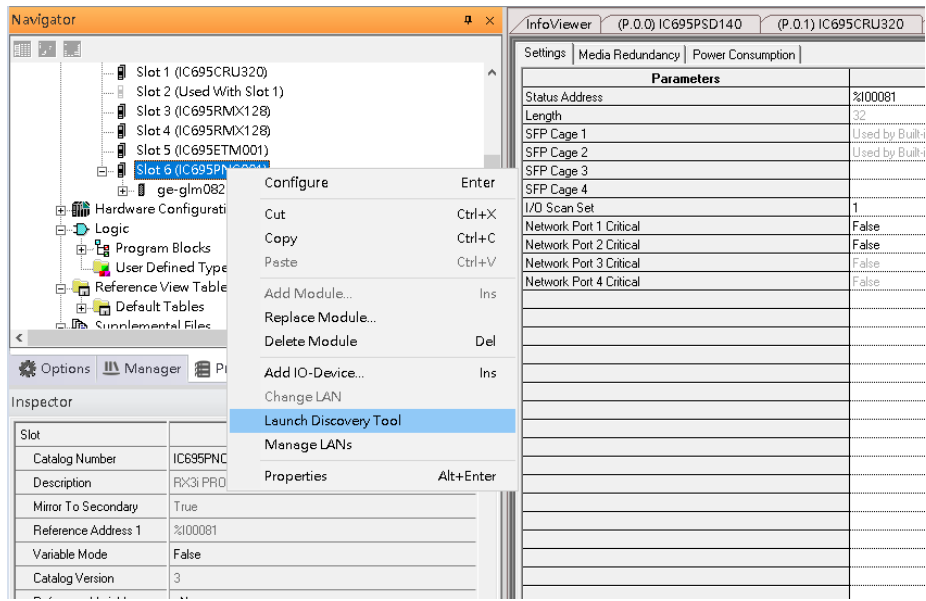 Navigator
Slot 1 (IC695CRU320)
Slot 2 (Used With Slot 1)
Slot 3 (IC695RMX128)
Slot 4 (IC695RMX128)
Slot 5 (IC695ETM001)
Slot 6 (IC695PNC001)
ge-glm082
Hardware Configurati
Logic
Program Blocks
User Defined Type
Reference View Table
Default Tables
Supplemental Files
Options Manager P
Configure Enter
Cut Ctrl+X
Copy Ctrl+C
Paste Ctrl+V
Add Module... Ins
Replace Module...
Delete Module Del
Add IO-Device... Ins
Change LAN
Launch Discovery Tool
Manage LANs
Properties Alt+Enter
Inspector
Slot
Catalog Number IC695PNC
Description RX3i PRO
Mirror To Secondary True
Reference Address 1 %I00081
Variable Mode False
Catalog Version 3
InfoViewer (P.0.0) IC695PSD140 (P.0.1) IC695CRU320
Settings Media Redundancy Power Consumption
Parameters
Status Address %I00081
Length 32
SFP Cage 1 Used by Built-i
SFP Cage 2 Used by Built-i
SFP Cage 3
SFP Cage 4
I/O Scan Set 1
Network Port 1 Critical False
Network Port 2 Critical False
Network Port 3 Critical False
Network Port 4 Critical False